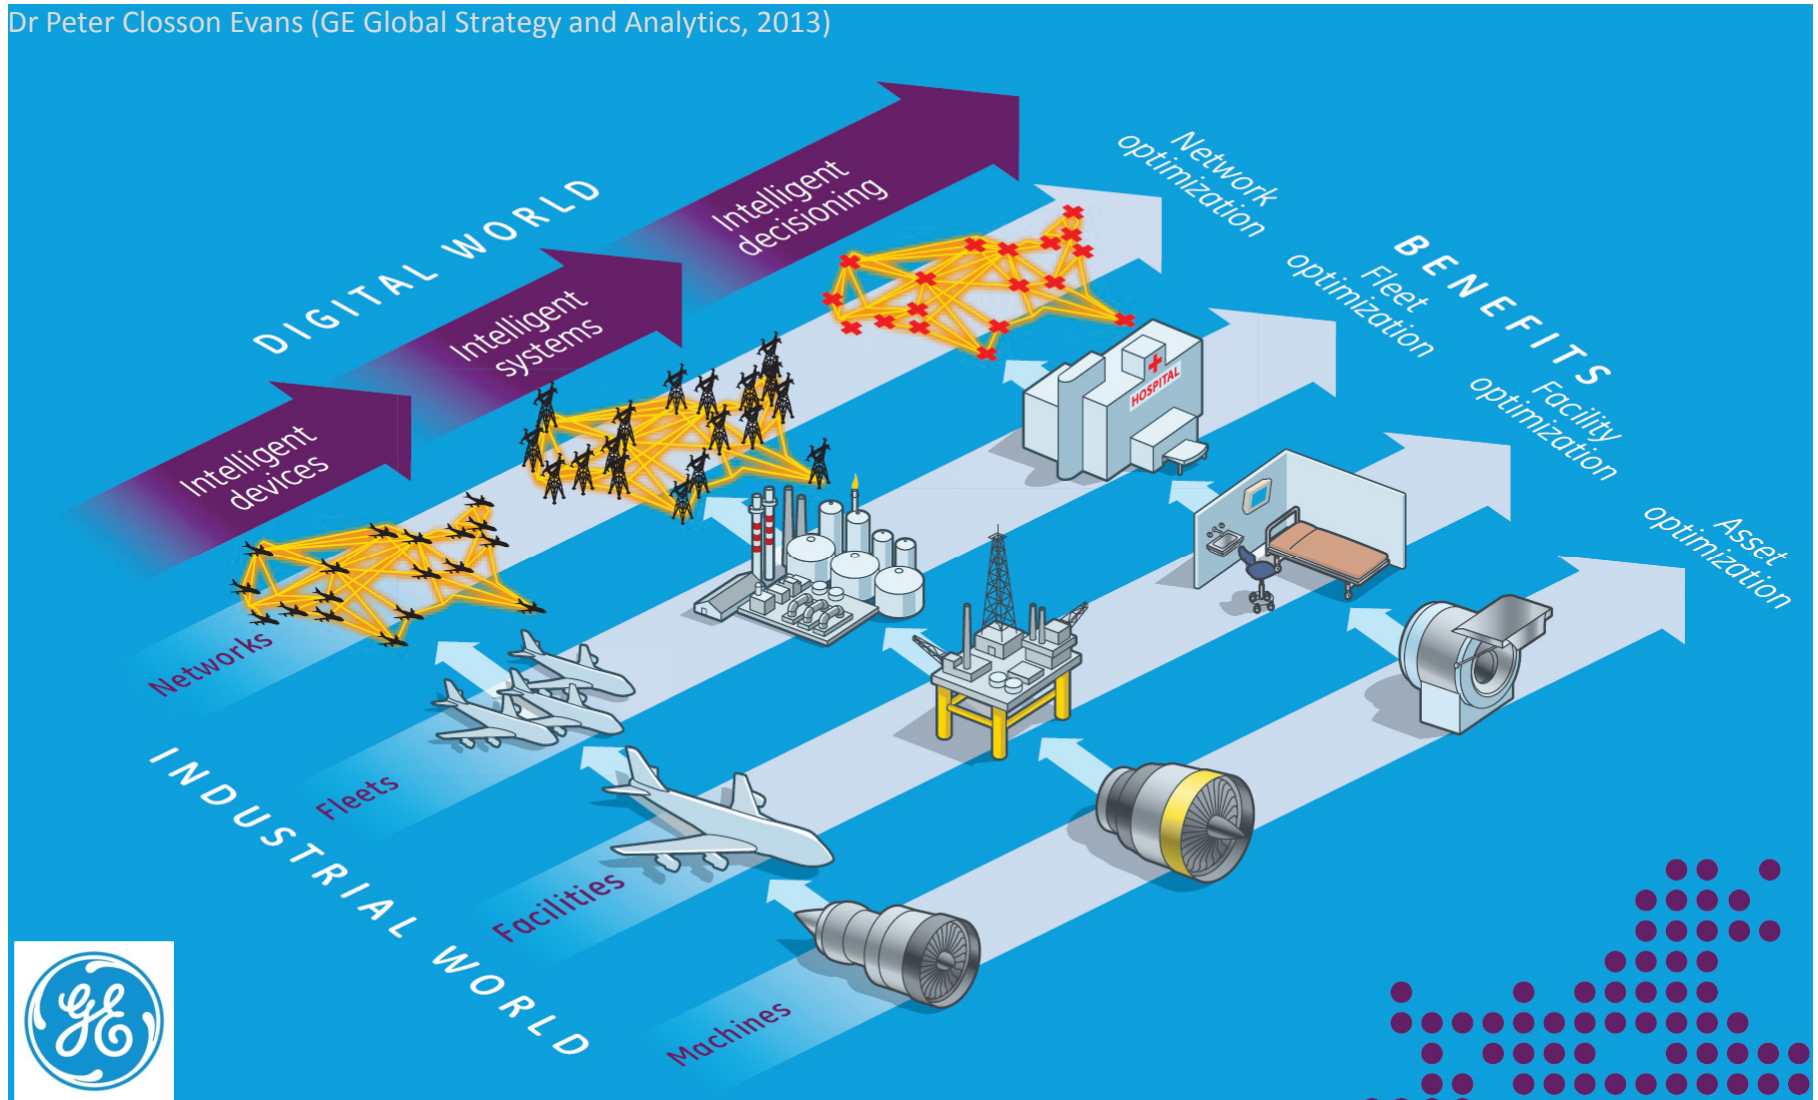 Dr Peter Closson Evans (GE Global Strategy and Analytics, 2013)
DIGITAL WORLD
Intelligent
devices
Intelligent
systems
Intelligent
decisioning
Network
optimization
BENEFITS
Fleet
optimization
Facility
optimization
Asset
optimization
HOSPITAL
INDUSTRIAL WORLD
Networks
Fleets
Facilities
Machines
GE